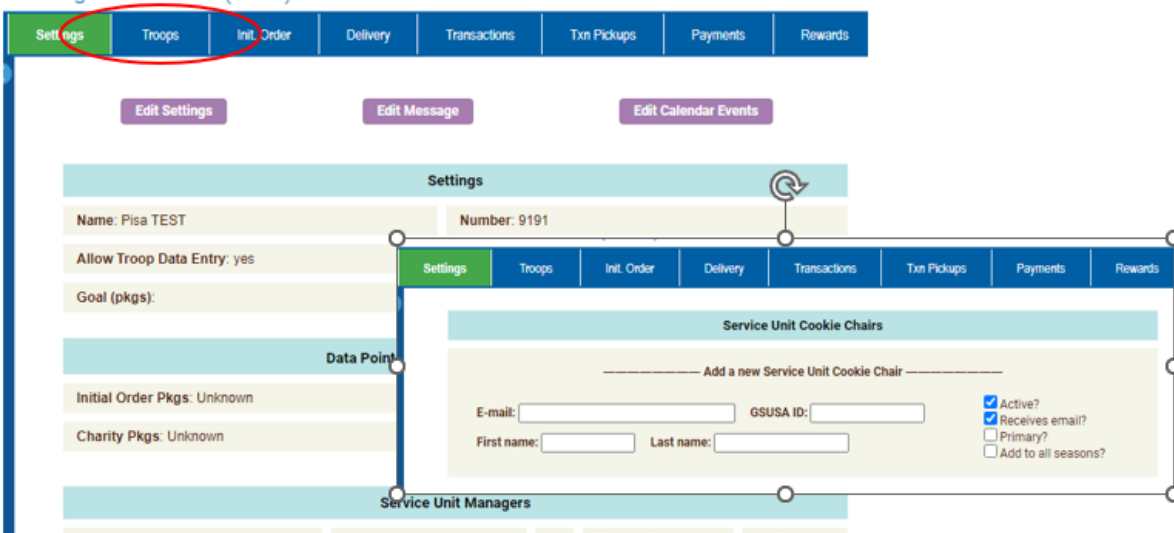 Settings Troops Init. Order Delivery Transactions Txn Pickups Payments Rewards
Edit Settings Edit Message Edit Calendar Events
Settings
Name: Pisa TEST Number: 9191
Allow Troop Data Entry: yes
Goal (pkgs):
Data Point
Initial Order Pkgs: Unknown
Charity Pkgs: Unknown
Service Unit Managers
Settings Troops Init. Order Delivery Transactions Txn Pickups Payments Rewards
Service Unit Cookie Chairs
———————— Add a new Service Unit Cookie Chair ————————
E-mail: GSUSA ID:
First name: Last name:
Active?
Receives email?
Primary?
Add to all seasons?